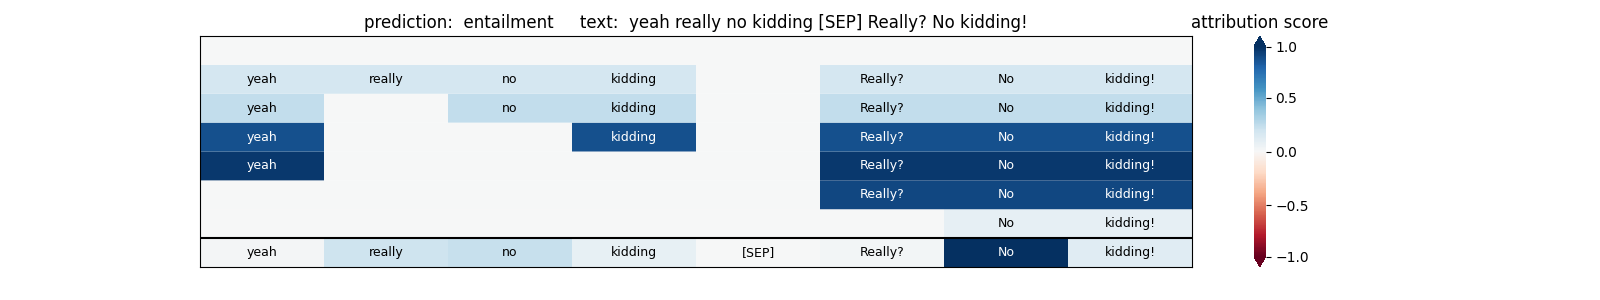 prediction: entailment text: yeah really no kidding [SEP] Really? No kidding! attribution score
yeah really no kidding Really? No kidding!
yeah no kidding Really? No kidding!
yeah kidding Really? No kidding!
yeah Really? No kidding!
Really? No kidding!
No kidding!
yeah really no kidding [SEP] Really? No kidding!
1.0
0.5
0.0
−0.5
−1.0